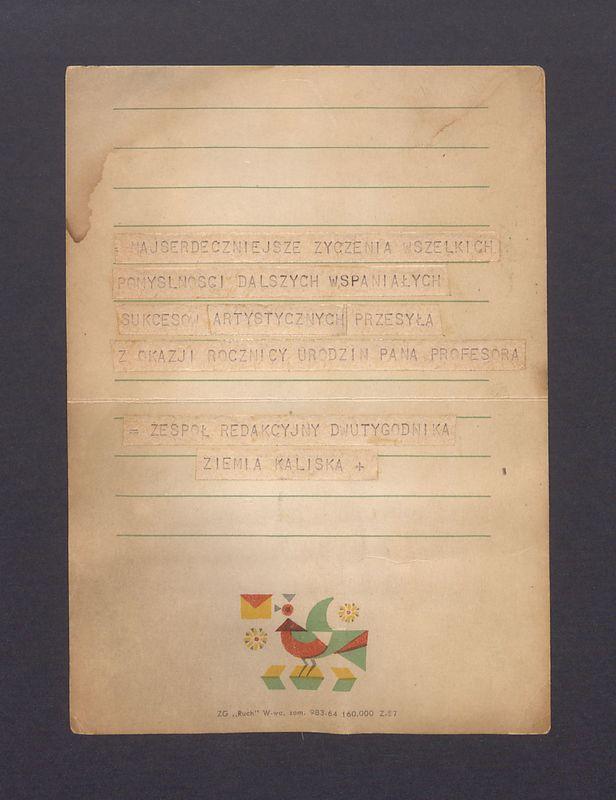 = NAJSERDECZNIEJSZE ZYCZENIA WSZELKICH
POMYSLNOSCI DALSZYCH WSPANIAŁYCH
SUKCESOW ARTYSTYCZNYCH PRZESYŁA
Z OKAZJI ROCZNICY URODZIN PANA PROFESORA
= ZESPOŁ REDAKCYJNY DWUTYGODNIKA
ZIEMIA KALISKA +
ZG „Ruch" W-wa, zam. 983-64 160.000 Z-87